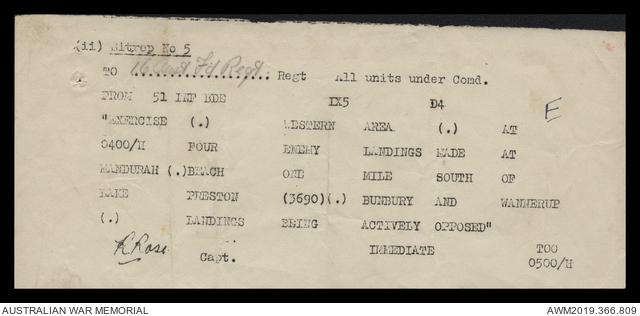 (ii) Sitrep No 5
TO 16 Aust Fd Regt ................ Regt All units under Comd.
FROM 51 INF BDE IX5 D4
E
"EXERCISE (.) WESTERN AREA (.) AT
0400/H FOUR ENEMY LANDINGS MADE AT
MANDURAH (.) BEACH ONE MILE SOUTH OF
LAKE PRESTON (3690)(.) BUNBURY AND WANNERUP
(.) LANDINGS BEING ACTIVELY OPPOSED"
R Rose Capt. IMMEDIATE TOO
0500/H
AUSTRALIAN WAR MEMORIAL AWM2019.366.809